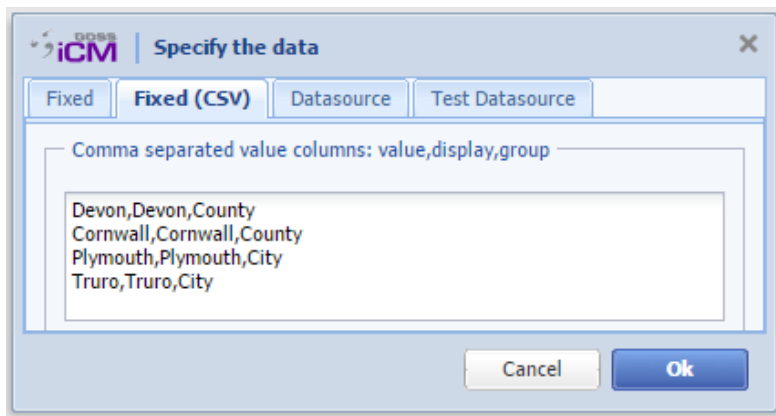 GOSS
iCM
Specify the data
Fixed
Fixed (CSV)
Datasource
Test Datasource
Comma separated value columns: value,display,group
Devon,Devon,County
Cornwall,Cornwall,County
Plymouth,Plymouth,City
Truro,Truro,City
Cancel
Ok